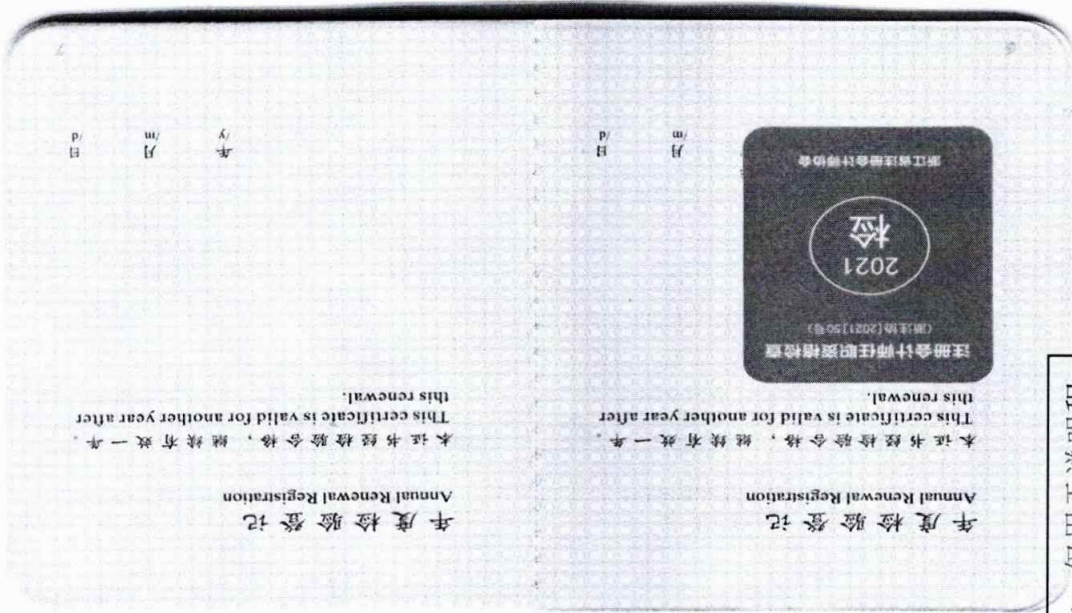 年度检验登记
Annual Renewal Registration
本证书经检验合格，继续有效一年。
This certificate is valid for another year after
this renewal.
注册会计师任职资格检查
(浙注协[2021]50号)
2021
检
浙江省注册会计师协会
月 日
/m /d
6
年度检验登记
Annual Renewal Registration
本证书经检验合格，继续有效一年。
This certificate is valid for another year after
this renewal.
年 月 日
/y /m /d
7